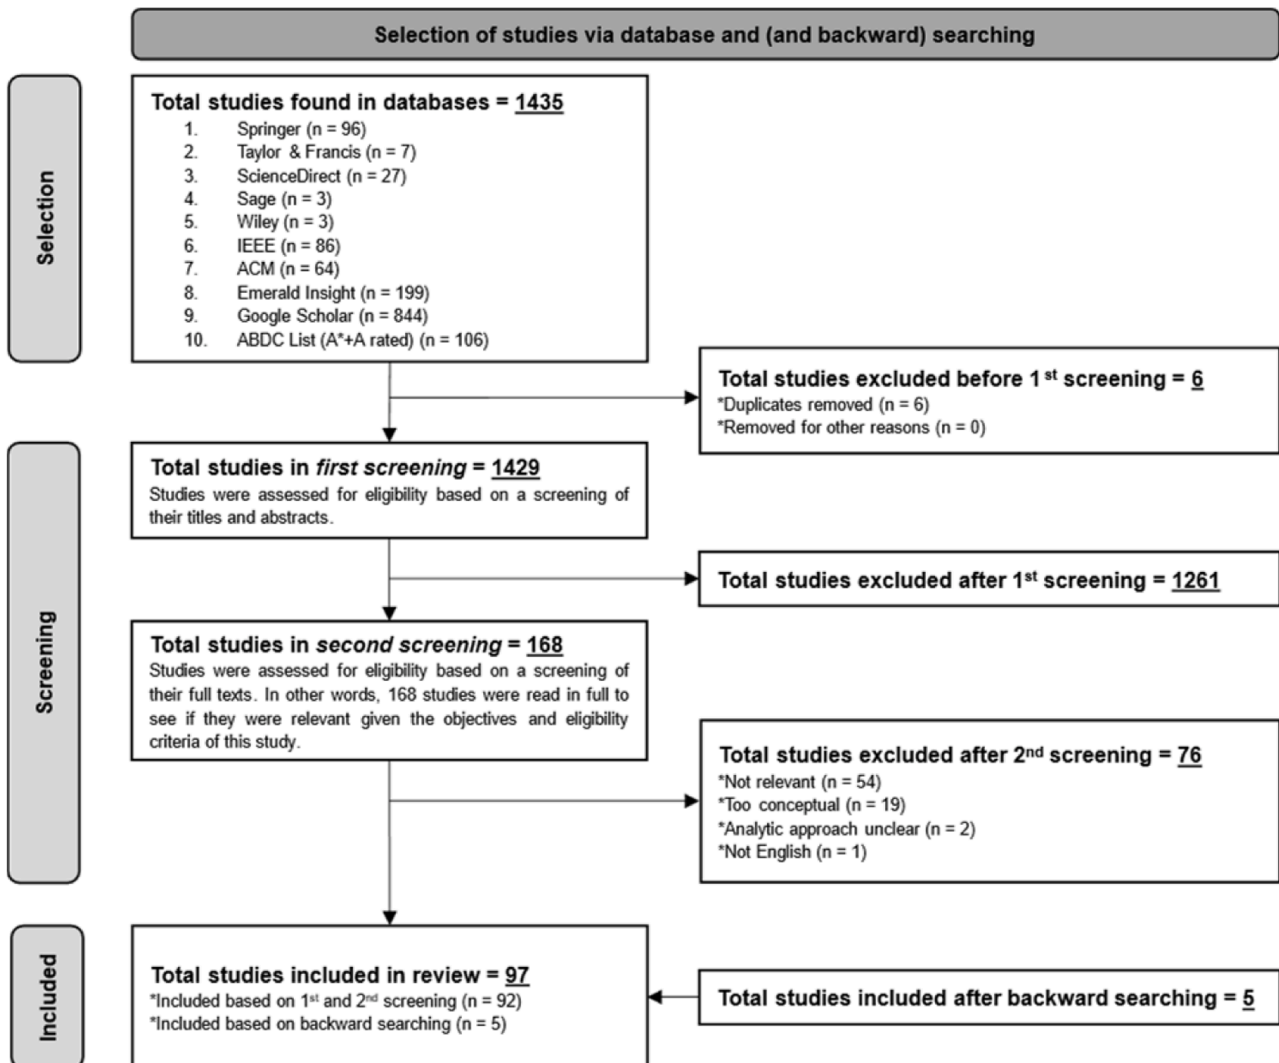 Selection of studies via database and (and backward) searching
Selection
Total studies found in databases = 1435
1. Springer (n = 96)
2. Taylor & Francis (n = 7)
3. ScienceDirect (n = 27)
4. Sage (n = 3)
5. Wiley (n = 3)
6. IEEE (n = 86)
7. ACM (n = 64)
8. Emerald Insight (n = 199)
9. Google Scholar (n = 844)
10. ABDC List (A*+A rated) (n = 106)
Total studies excluded before 1st screening = 6
*Duplicates removed (n = 6)
*Removed for other reasons (n = 0)
Screening
Total studies in first screening = 1429
Studies were assessed for eligibility based on a screening of
their titles and abstracts.
Total studies excluded after 1st screening = 1261
Total studies in second screening = 168
Studies were assessed for eligibility based on a screening of
their full texts. In other words, 168 studies were read in full to
see if they were relevant given the objectives and eligibility
criteria of this study.
Total studies excluded after 2nd screening = 76
*Not relevant (n = 54)
*Too conceptual (n = 19)
*Analytic approach unclear (n = 2)
*Not English (n = 1)
Included
Total studies included in review = 97
*Included based on 1st and 2nd screening (n = 92)
*Included based on backward searching (n = 5)
Total studies included after backward searching = 5